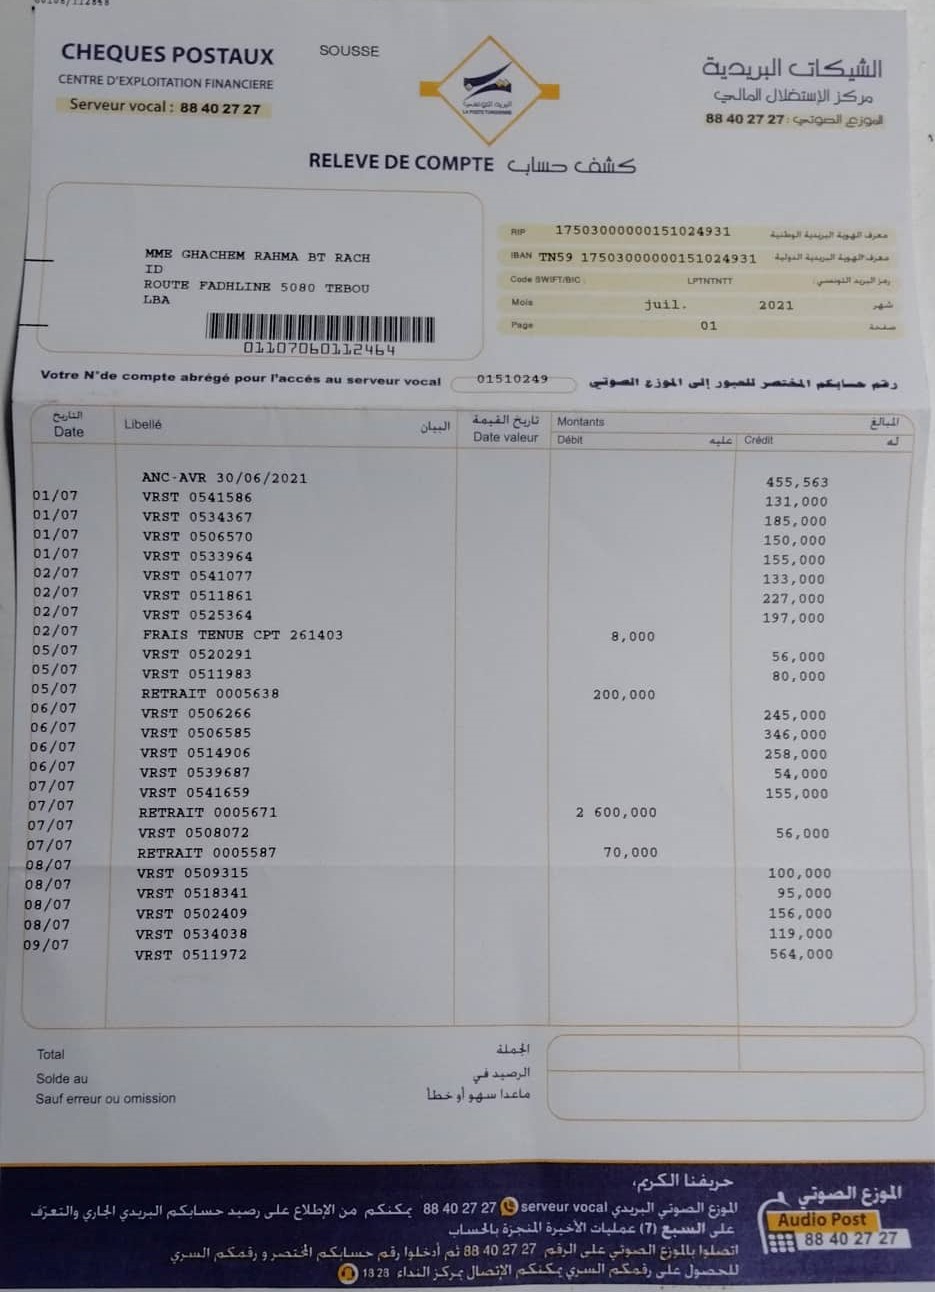 CHEQUES POSTAUX
CENTRE D'EXPLOITATION FINANCIERE
Serveur vocal : 88 40 27 27
SOUSSE
البريد التونسي
LA POSTE TUNISIENNE
الشيكات البريدية
مركز الإستغلال المالي
الموزع الصوتي : 88 40 27 27
RELEVE DE COMPTE كشف حساب
MME GHACHEM RAHMA BT RACH
ID
ROUTE FADHLINE 5080 TEBOU
LBA
01107060112464
RIP 17503000000151024931 معرف الهوية البريدية الوطنية
IBAN TN59 17503000000151024931 معرف الهوية البريدية الدولية
Code SWIFT/BIC : LPTNTNTT رمز البريد التونسي :
Mois juil. 2021 شهر
Page 01 صفحة
Votre N°de compte abrégé pour l'accés au serveur vocal 01510249 رقم حسابكم المختصر للعبور إلى الموزع الصوتي
التاريخ تاريخ القيمة Montants المبالغ
Date Libellé البيان Date valeur Débit عليه Crédit له
ANC-AVR 30/06/2021 455,563
01/07 VRST 0541586 131,000
01/07 VRST 0534367 185,000
01/07 VRST 0506570 150,000
01/07 VRST 0533964 155,000
02/07 VRST 0541077 133,000
02/07 VRST 0511861 227,000
02/07 VRST 0525364 197,000
02/07 FRAIS TENUE CPT 261403 8,000
05/07 VRST 0520291 56,000
05/07 VRST 0511983 80,000
05/07 RETRAIT 0005638 200,000
06/07 VRST 0506266 245,000
06/07 VRST 0506585 346,000
06/07 VRST 0514906 258,000
06/07 VRST 0539687 54,000
07/07 VRST 0541659 155,000
07/07 RETRAIT 0005671 2 600,000
07/07 VRST 0508072 56,000
07/07 RETRAIT 0005587 70,000
08/07 VRST 0509315 100,000
08/07 VRST 0518341 95,000
08/07 VRST 0502409 156,000
08/07 VRST 0534038 119,000
09/07 VRST 0511972 564,000
Total الجملة
Solde au الرصيد في
Sauf erreur ou omission ماعدا سهو أو خطأ
حريفنا الكريم،
الموزع الصوتي البريدي serveur vocal 88 40 27 27 يمكنكم من الإطلاع على رصيد حسابكم البريدي الجاري والتعرّف
على السبع (7) عمليات الأخيرة المنجزة بالحساب
اتصلوا بالموزع الصوتي على الرقم 27 27 40 88 ثم أدخلوا رقم حسابكم المختصر و رقمكم السري
للحصول على رقمكم السري يمكنكم الإتصال بمركز النداء 1828
الموزع الصوتي
Audio Post
88 40 27 27